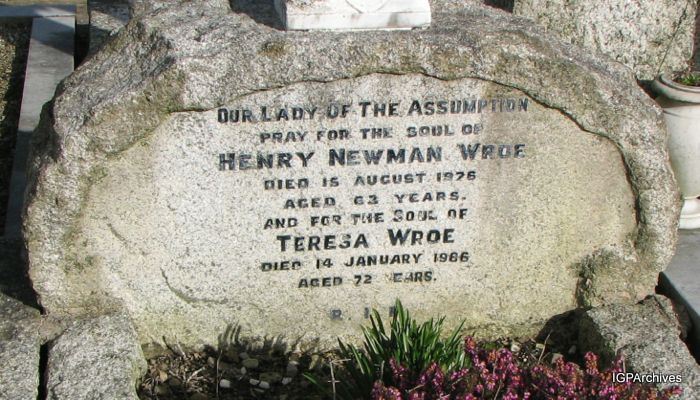 OUR LADY OF THE ASSUMPTION
PRAY FOR THE SOUL OF
HENRY NEWMAN WROE
DIED 15 AUGUST 1976
AGED 63 YEARS.
AND FOR THE SOUL OF
TERESA WROE
DIED 14 JANUARY 1986
AGED 72 YEARS.
R. I. P.
IGPArchives